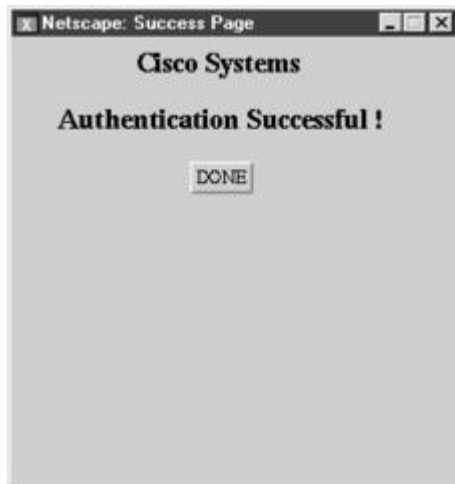 Netscape: Success Page
Cisco Systems
Authentication Successful !
DONE